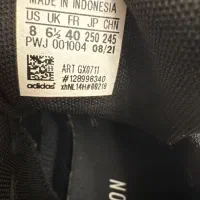 MADE IN INDONESIA
US UK FR JP CHN
8 6½ 40 250 245
PWJ 001004 08/21
ART GX0711
#128998340
adidas